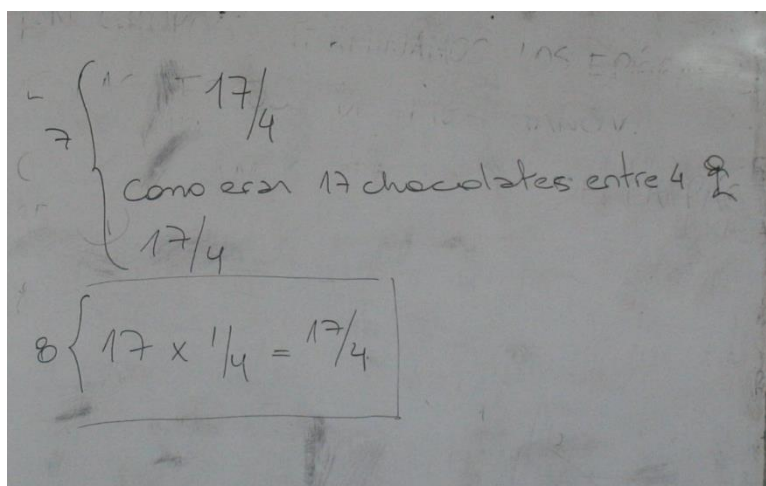 7 { 17/4
como eran 17 chocolates entre 4
17/4
8 { 17 x 1/4 = 17/4